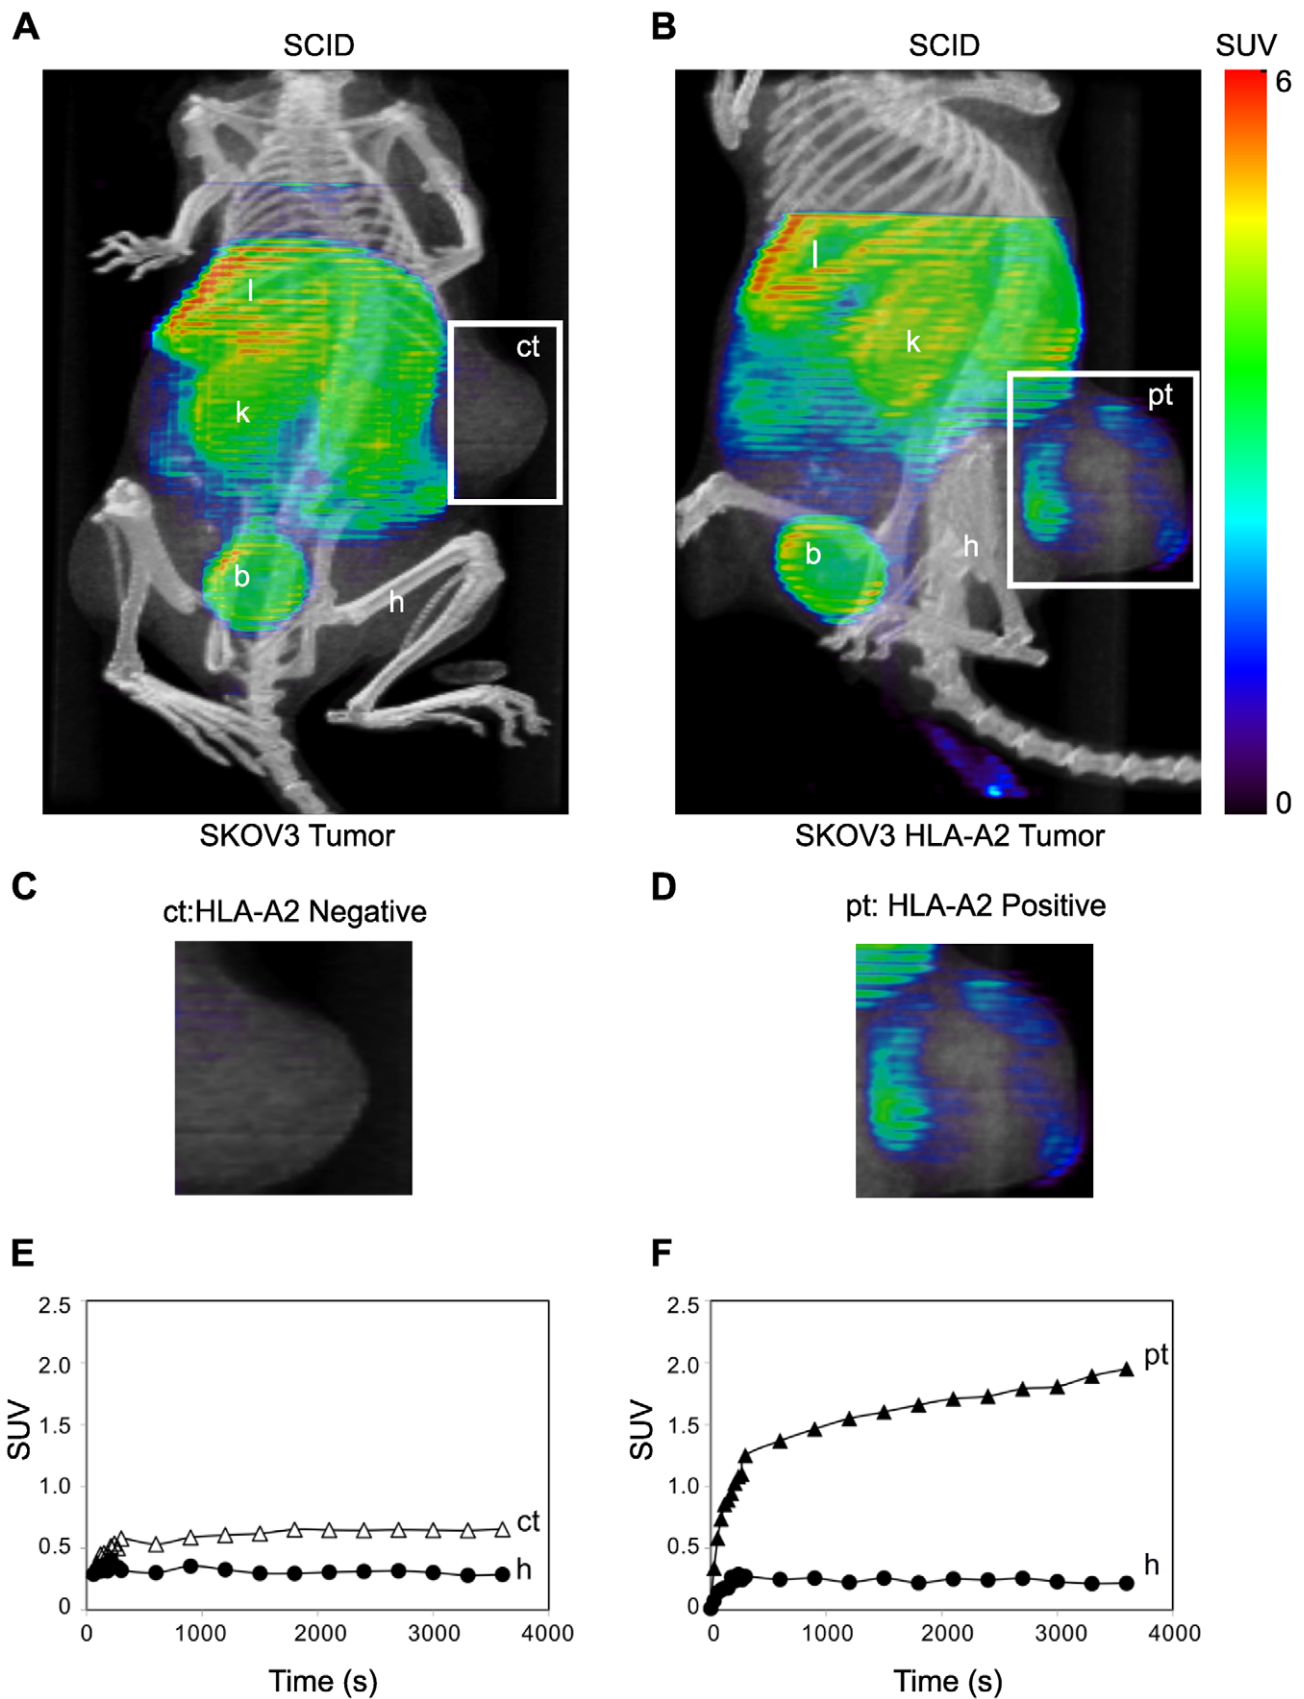 A
SCID
B
SCID
SUV
6
l
k
ct
b
h
l
k
pt
b
h
0
SKOV3 Tumor
SKOV3 HLA-A2 Tumor
C
ct:HLA-A2 Negative
D
pt: HLA-A2 Positive
E
2.5
2.0
1.5
1.0
0.5
0
SUV
ct
h
0
1000
2000
3000
4000
Time (s)
F
2.5
2.0
1.5
1.0
0.5
0
SUV
pt
h
0
1000
2000
3000
4000
Time (s)